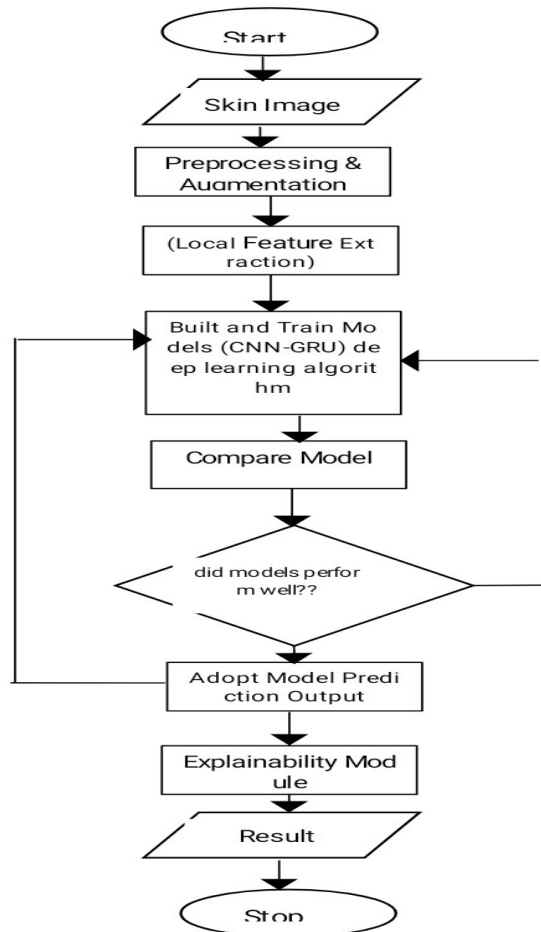 Start
Skin Image
Preprocessing &
Augmentation
(Local Feature Ext
raction)
Built and Train Mo
dels (CNN-GRU) de
ep learning algorit
hm
Compare Model
did models perfor
m well??
Adopt Model Predi
ction Output
Explainability Mod
ule
Result
Stop